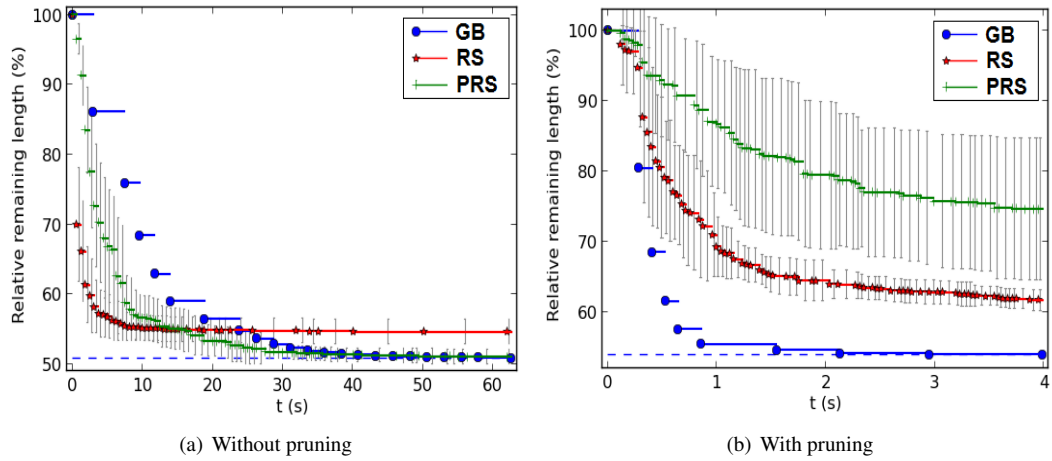 100
90
80
70
60
50
Relative remaining length (%)
GB
RS
PRS
0
10
20
30
40
50
60
t (s)
(a) Without pruning
100
90
80
70
60
Relative remaining length (%)
GB
RS
PRS
0
1
2
3
4
t (s)
(b) With pruning